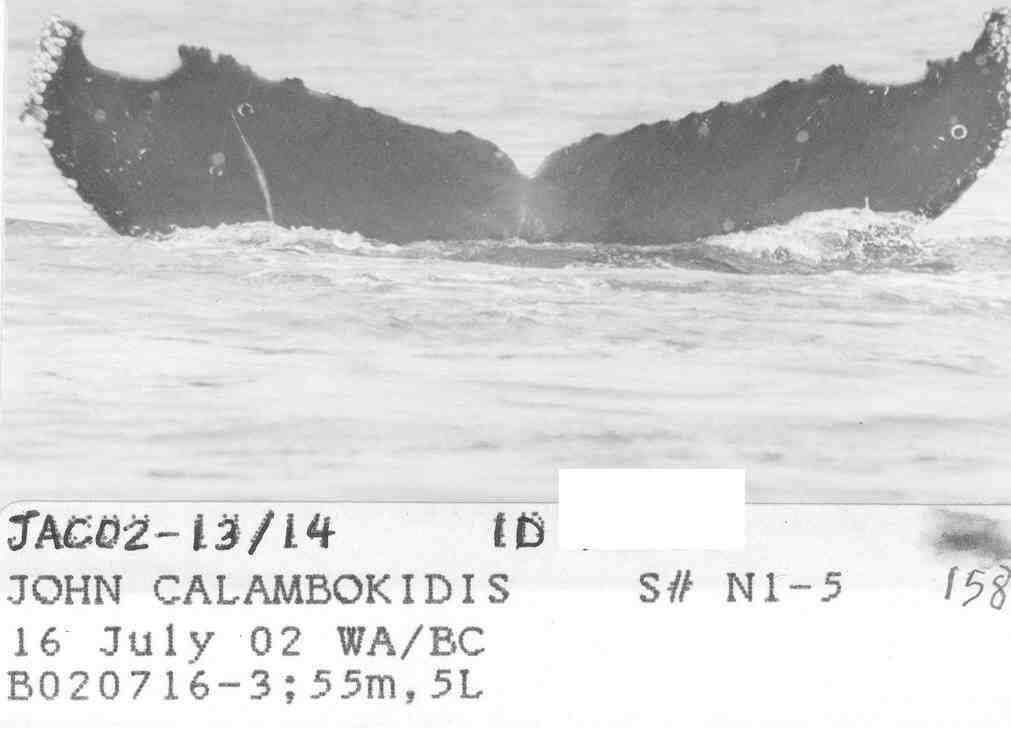 JAC02-13/14 ID
JOHN CALAMBOKIDIS S# N1-5 158
16 July 02 WA/BC
B020716-3;55m,5L